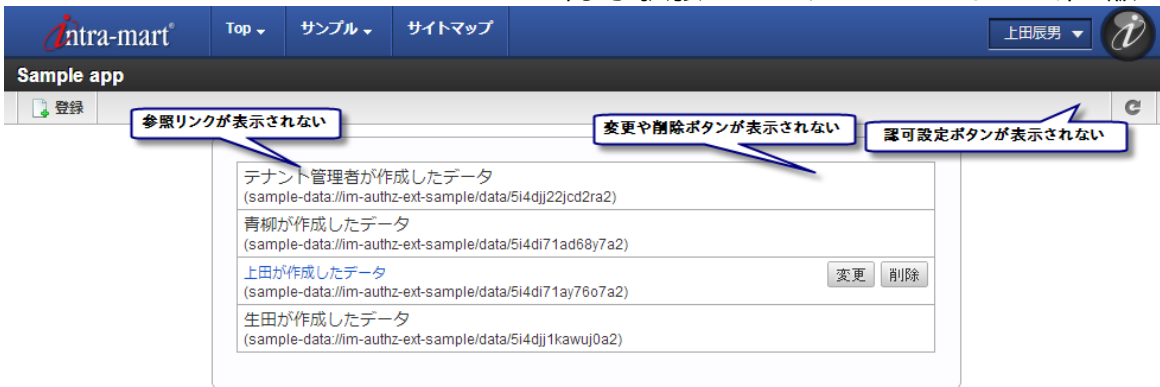 intra-mart® Top サンプル サイトマップ 上田辰男
Sample app
登録
参照リンクが表示されない
変更や削除ボタンが表示されない
認可設定ボタンが表示されない
テナント管理者が作成したデータ
(sample-data://im-authz-ext-sample/data/5i4djj22jcd2ra2)
青柳が作成したデータ
(sample-data://im-authz-ext-sample/data/5i4di71ad68y7a2)
上田が作成したデータ 変更 削除
(sample-data://im-authz-ext-sample/data/5i4di71ay76o7a2)
生田が作成したデータ
(sample-data://im-authz-ext-sample/data/5i4djj1kawuj0a2)